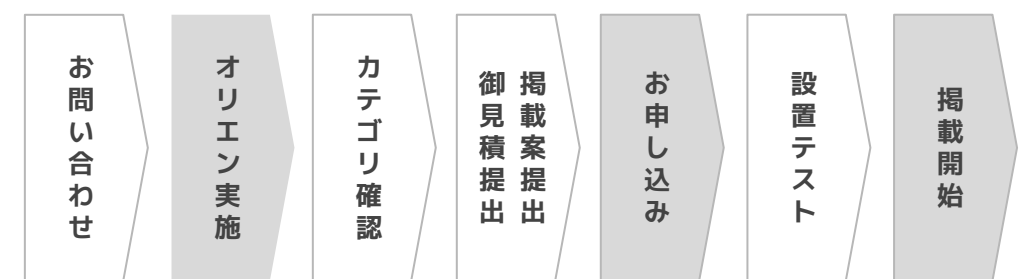 お問い合わせ
オリエン実施
カテゴリ確認
掲載案提出
御見積提出
お申し込み
設置テスト
掲載開始